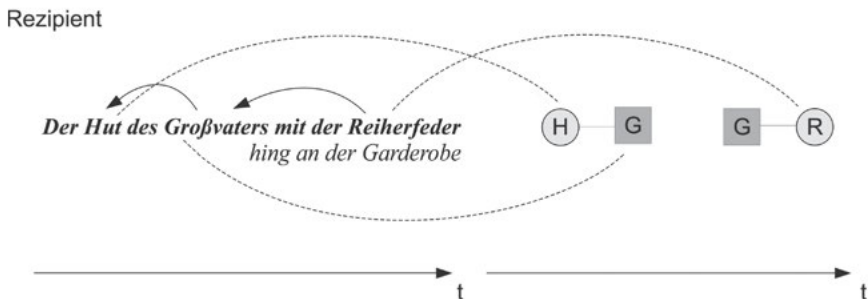 Rezipient
Der Hut des Großvaters mit der Reiherfeder
hing an der Garderobe
H G G R
t t